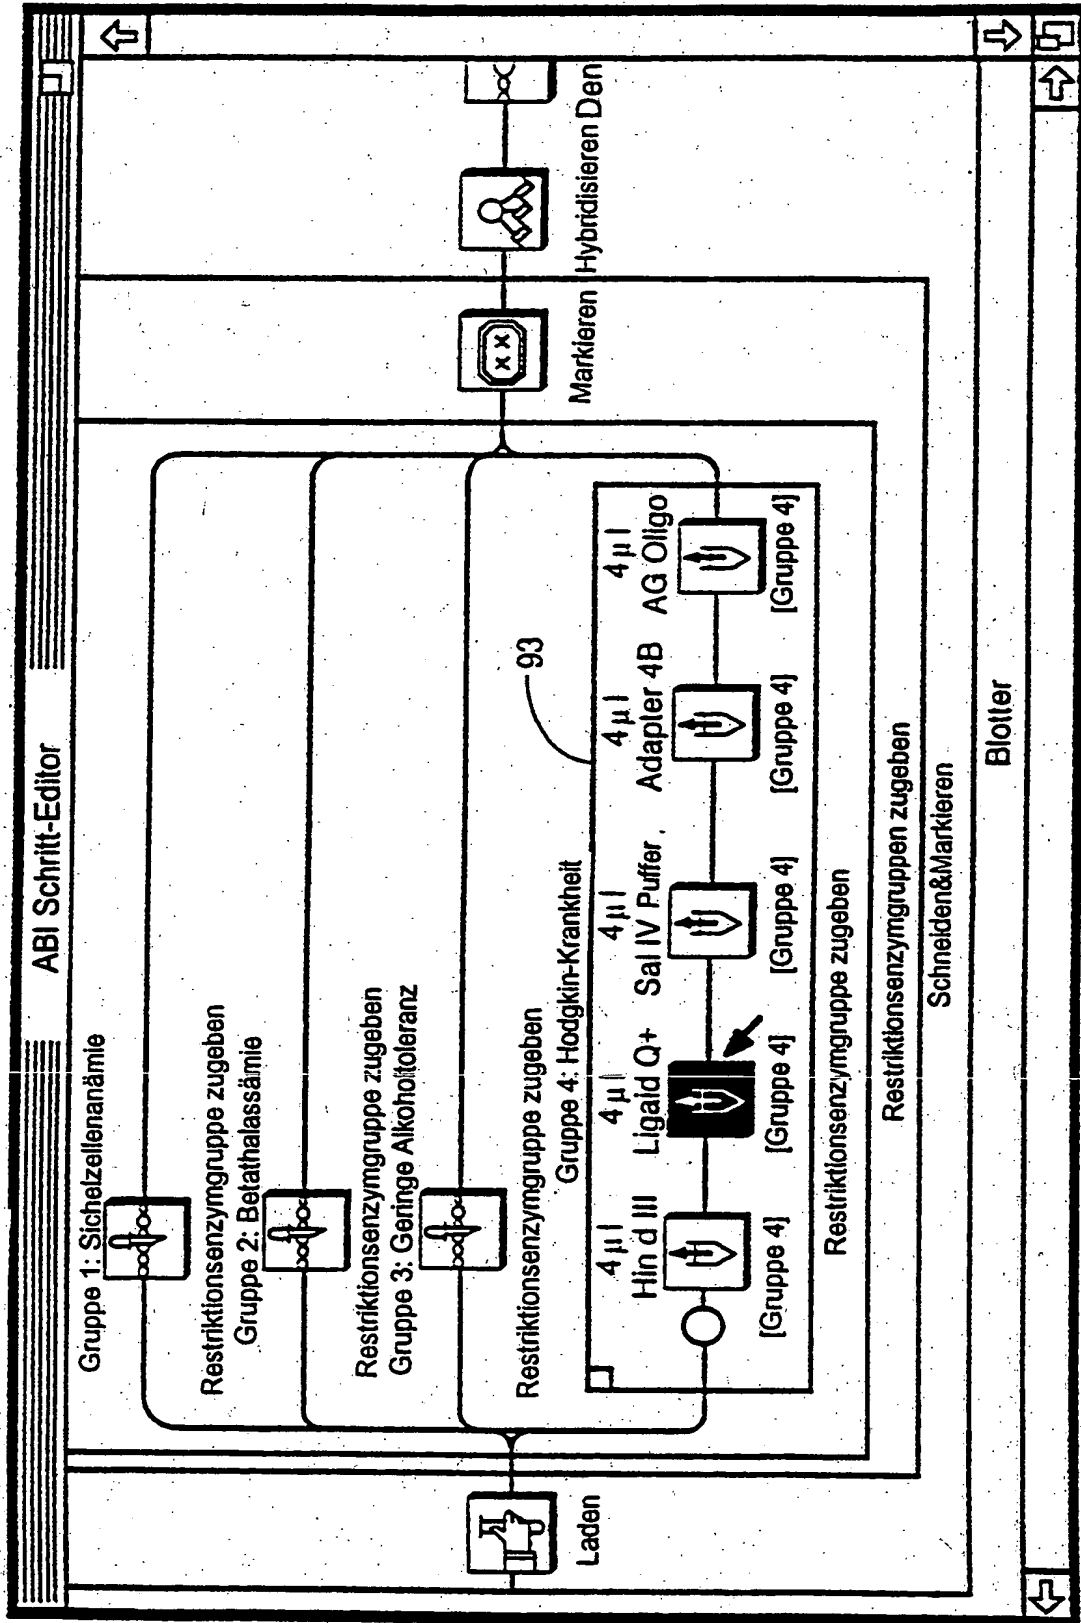 ABI Schritt-Editor
Gruppe 1: Sichelzellenanämie
Restriktionsenzymgruppe zugeben
Gruppe 2: Betathalassämie
Restriktionsenzymgruppe zugeben
Gruppe 3: Geringe Alkoholtoleranz
Restriktionsenzymgruppe zugeben
Gruppe 4: Hodgkin-Krankheit
93
4 µl 4 µl 4 µl 4 µl 4 µl
Hin d III Ligaid Q+ Sal IV Puffer Adapter 4B AG Oligo
[Gruppe 4] [Gruppe 4] [Gruppe 4] [Gruppe 4] [Gruppe 4]
Restriktionsenzymgruppe zugeben
Laden Markieren Hybridisieren Den
Restriktionsenzymgruppen zugeben
Schneiden&Markieren
Blotter